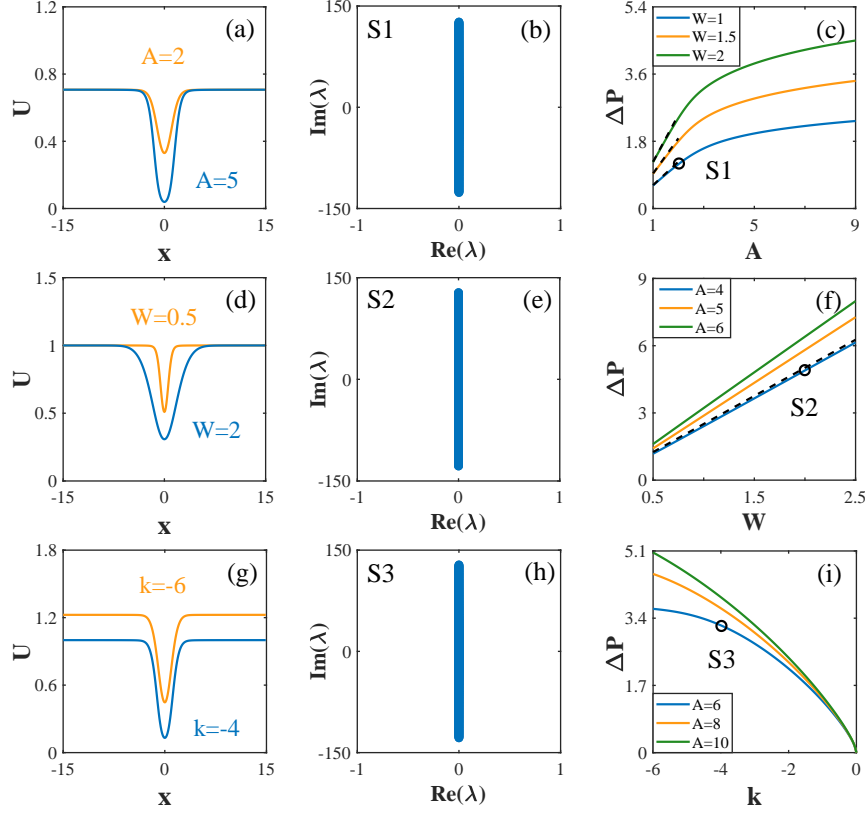 (a)
A=2
A=5
U
1.2
0.8
0.4
0
-15
0
15
x
S1
(b)
Im(λ)
150
0
-150
-1
0
1
Re(λ)
W=1
W=1.5
W=2
(c)
S1
ΔP
5.4
3.6
1.8
0
1
5
9
A
(d)
W=0.5
W=2
U
1.5
1
0.5
0
-15
0
15
x
S2
(e)
Im(λ)
150
0
-150
-1
0
1
Re(λ)
A=4
A=5
A=6
(f)
S2
ΔP
9
6
3
0
0.5
1.5
2.5
W
(g)
k=-6
k=-4
U
1.8
1.2
0.6
0
-15
0
15
x
S3
(h)
Im(λ)
150
0
-150
-1
0
1
Re(λ)
(i)
S3
A=6
A=8
A=10
ΔP
5.1
3.4
1.7
0
-6
-4
-2
0
k